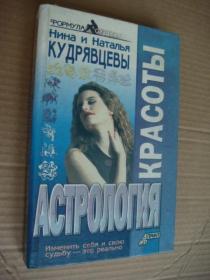 ФОРМУЛА
Нина и Наталья
КУДРЯВЦЕВЫ
АСТРОЛОГИЯ
КРАСОТЫ
Изменить себя и свою
судьбу — это реально